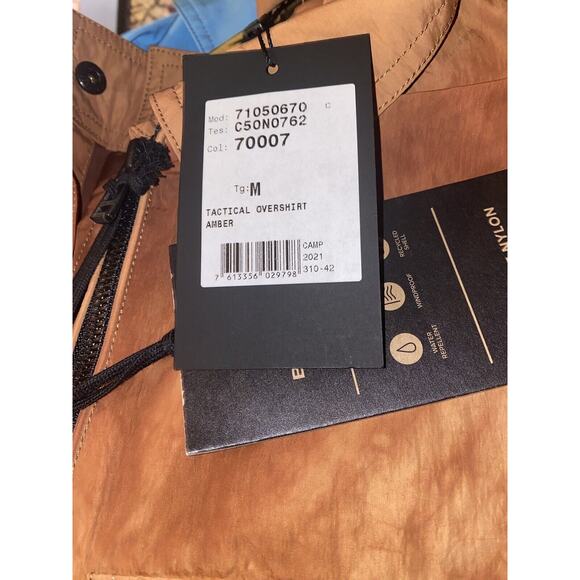 Mod: 71050670 C
Tes: C50N0762
Col: 70007
Tg: M
TACTICAL OVERSHIRT
AMBER
CAMP
2021
310-42
7 613356 029798
RECYCLED
SHELL
WINDPROOF
WATER
REPELLENT
NYLON